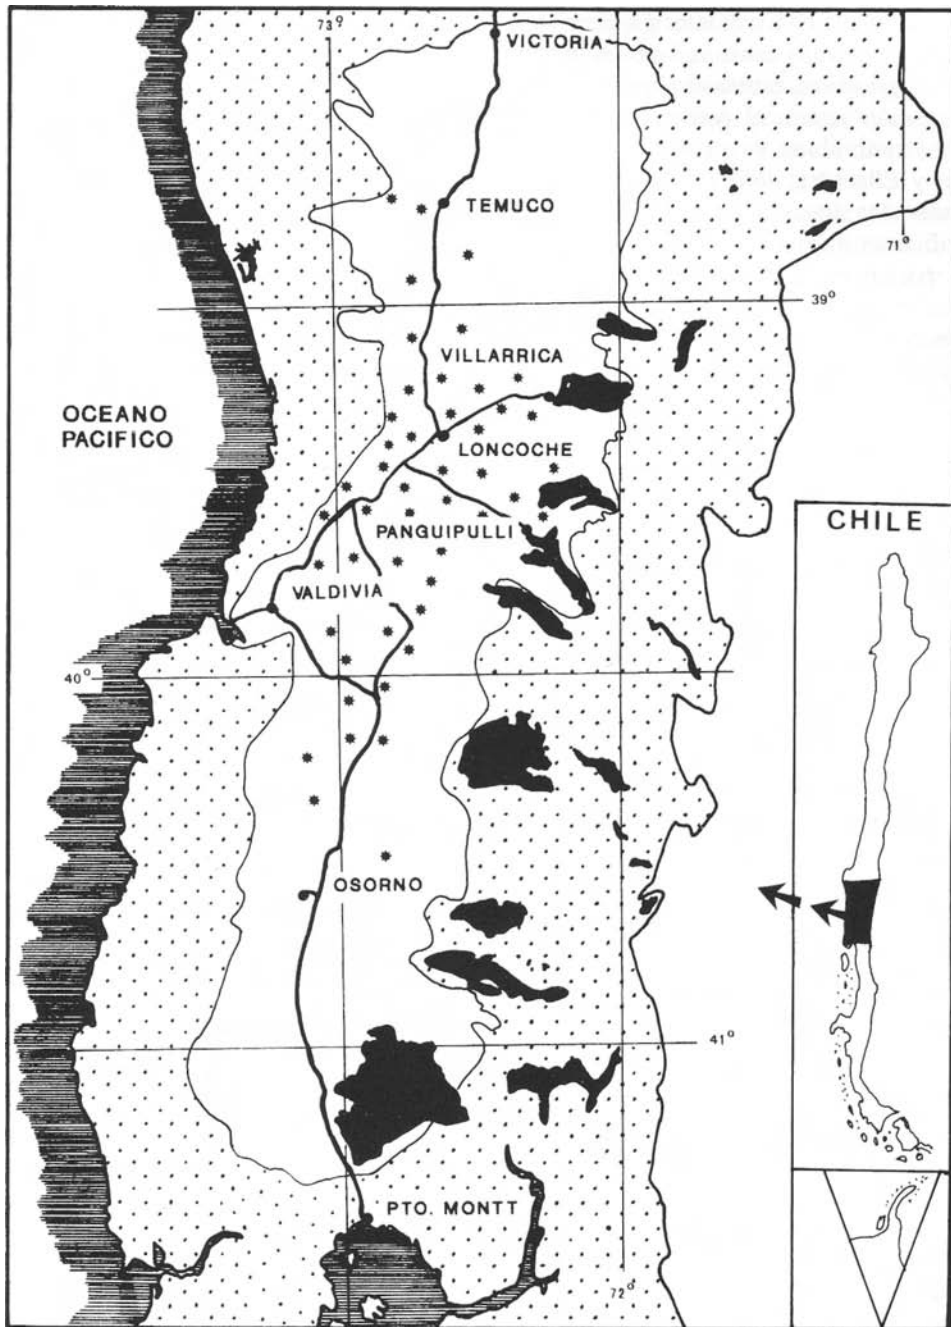 73°
VICTORIA
TEMUCO
71°
39°
VILLARRICA
OCEANO
PACIFICO
LONCOCHE
CHILE
PANGUIPULLI
VALDIVIA
40°
OSORNO
41°
PTO. MONTT
72°